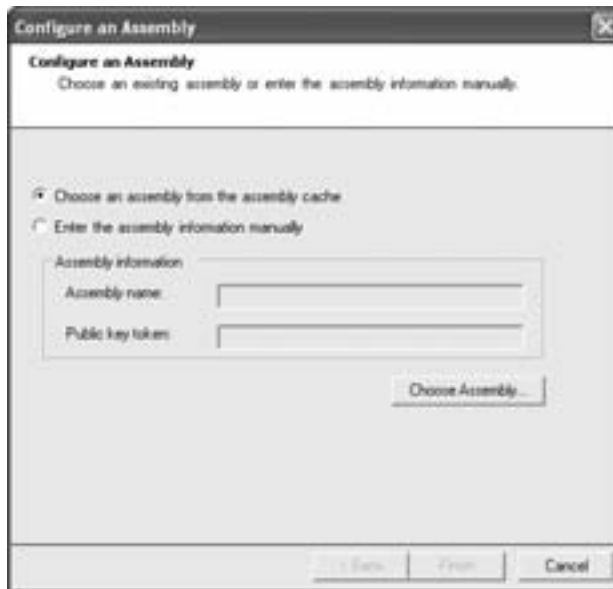 Configure an Assembly
Configure an Assembly
Choose an existing assembly or enter the assembly information manually.
Choose an assembly from the assembly cache
Enter the assembly information manually
Assembly information
Assembly name:
Public key token:
Choose Assembly...
< Back
Finish
Cancel